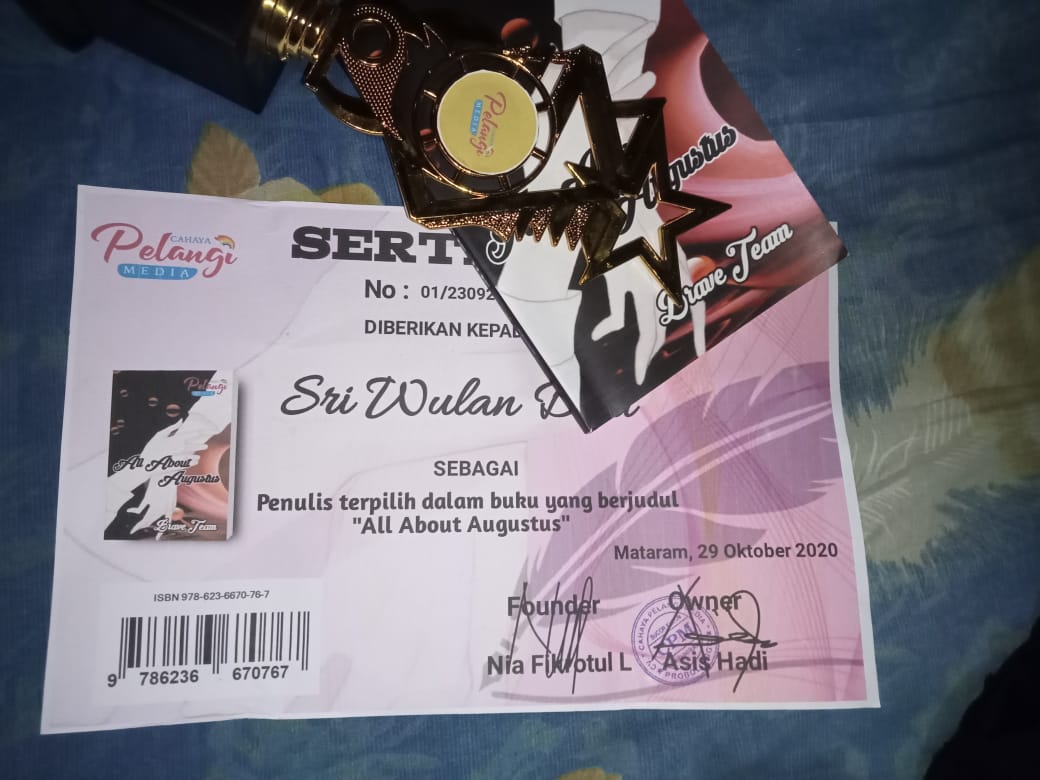 Pelangi
MEDIA
Augustus
Brave Team
CAHAYA
Pelangi
MEDIA
No : 01/23092
DIBERIKAN KEPAD
Sri Wulan
SEBAGAI
Penulis terpilih dalam buku yang berjudul
"All About Augustus"
Mataram, 29 Oktober 2020
Pelangi
All About
Augustus
Brave Team
ISBN 978-623-6670-76-7
9 786236 670767
Founder Owner
Nia Fikrotul L Asis Hadi